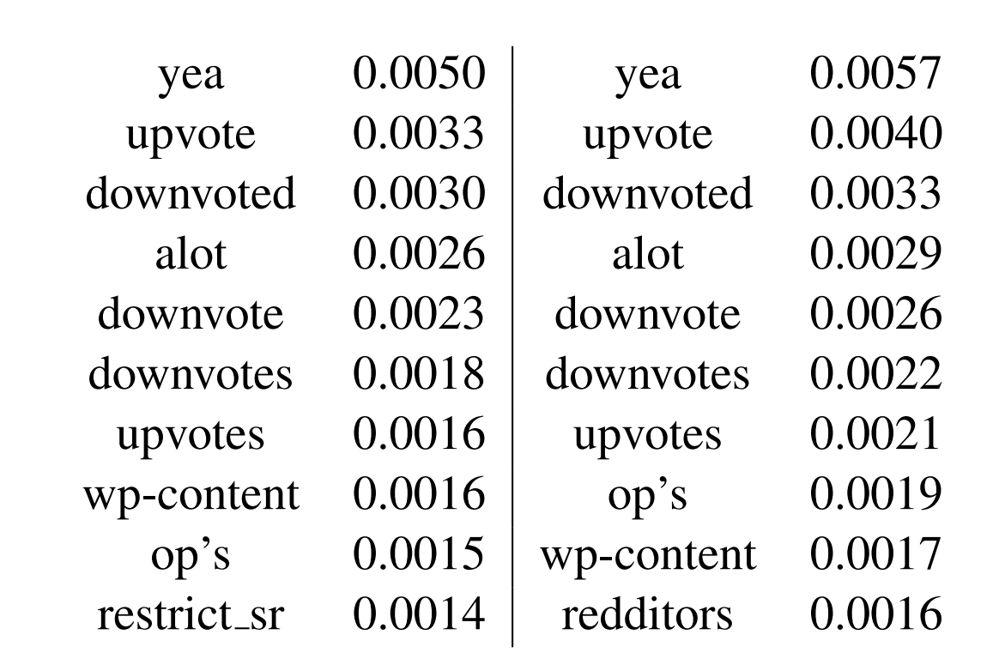 yea 0.0050 yea 0.0057
upvote 0.0033 upvote 0.0040
downvoted 0.0030 downvoted 0.0033
alot 0.0026 alot 0.0029
downvote 0.0023 downvote 0.0026
downvotes 0.0018 downvotes 0.0022
upvotes 0.0016 upvotes 0.0021
wp-content 0.0016 op’s 0.0019
op’s 0.0015 wp-content 0.0017
restrict_sr 0.0014 redditors 0.0016